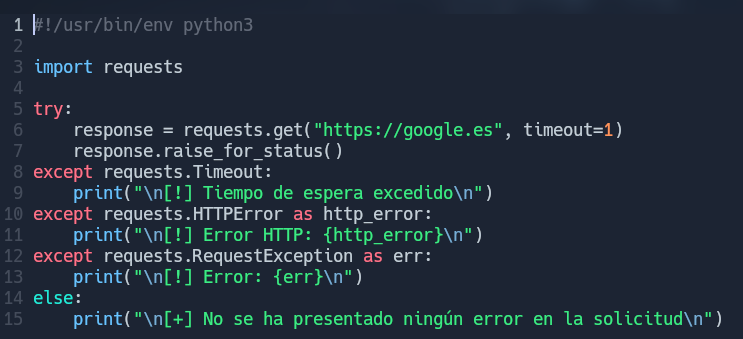 1 #!/usr/bin/env python3
2
3 import requests
4
5 try:
6     response = requests.get("https://google.es", timeout=1)
7     response.raise_for_status()
8 except requests.Timeout:
9     print("\n[!] Tiempo de espera excedido\n")
10 except requests.HTTPError as http_error:
11     print("\n[!] Error HTTP: {http_error}\n")
12 except requests.RequestException as err:
13     print("\n[!] Error: {err}\n")
14 else:
15     print("\n[+] No se ha presentado ningún error en la solicitud\n")